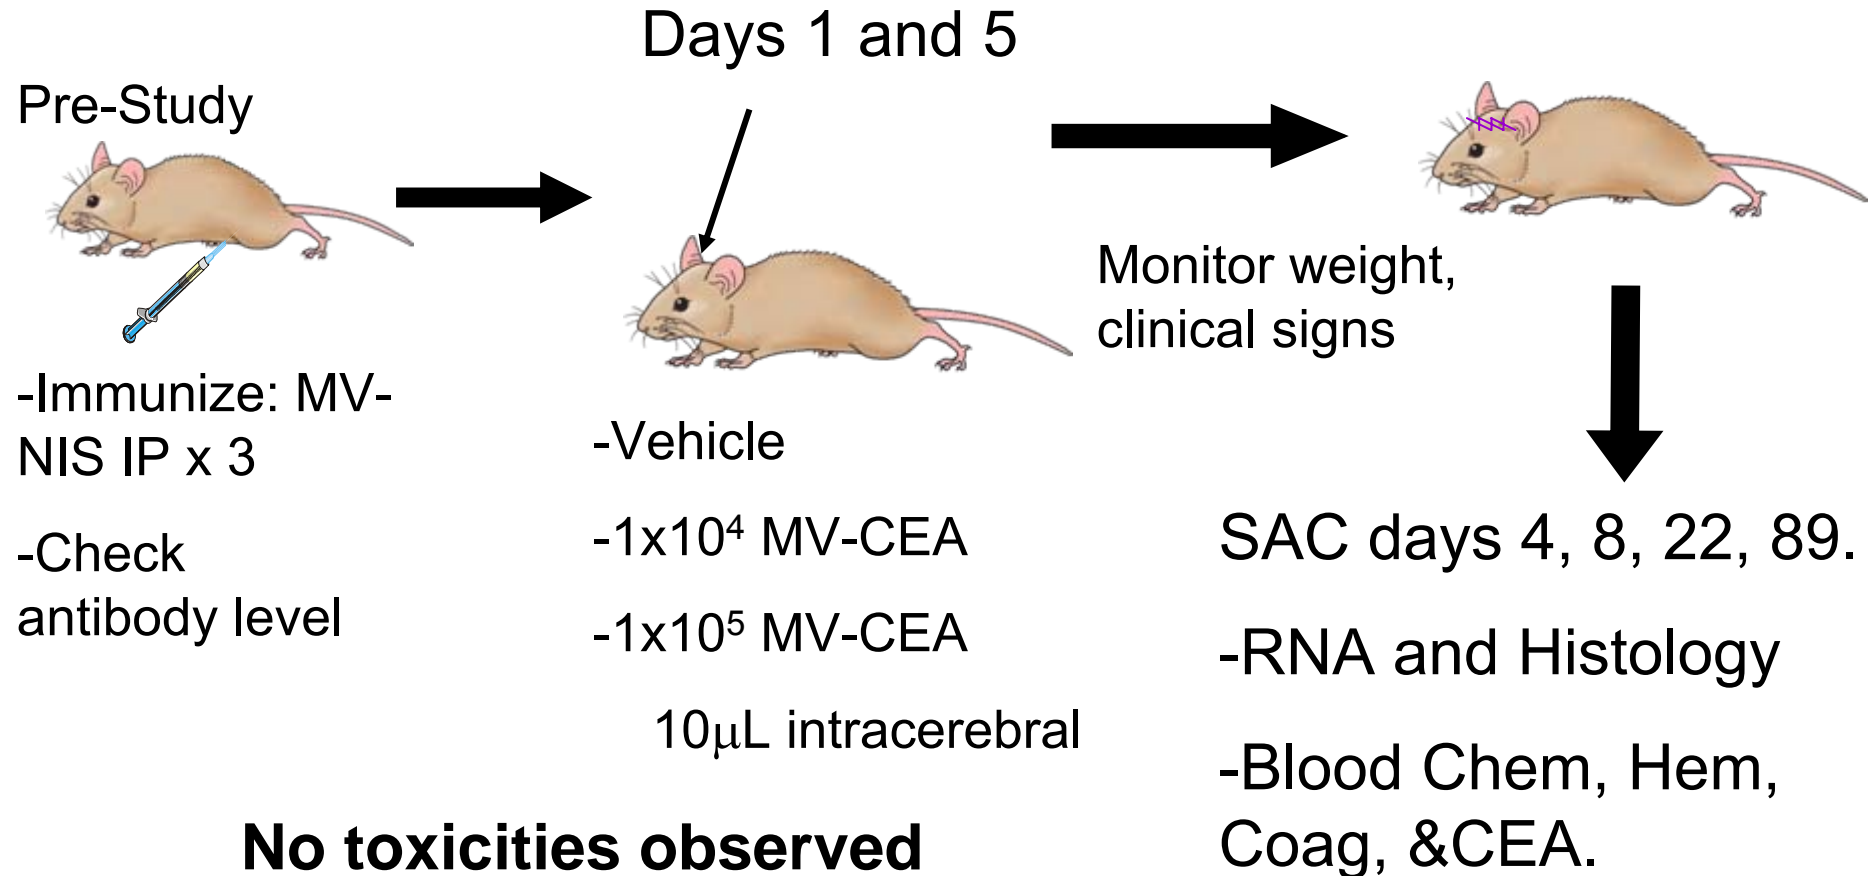 Days 1 and 5
Pre-Study
-Immunize: MV-
NIS IP x 3
-Check
antibody level
-Vehicle
-1x10⁴ MV-CEA
-1x10⁵ MV-CEA
10μL intracerebral
Monitor weight,
clinical signs
SAC days 4, 8, 22, 89.
-RNA and Histology
-Blood Chem, Hem,
Coag, &CEA.
No toxicities observed